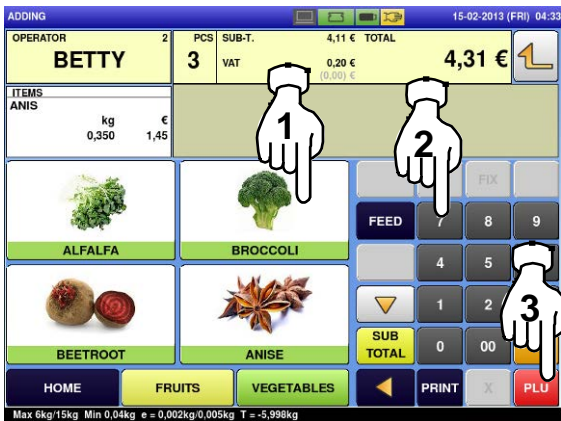 ADDING 15-02-2013 (FRI) 04:33
OPERATOR 2 PCS SUB-T. 4,11 € TOTAL
BETTY 3 VAT 0,20 € 4,31 €
(0,00) €
ITEMS
ANIS
kg €
0,350 1,45
1
2
FIX
FEED 7 8 9
ALFALFA BROCCOLI
4 5
3
1 2
SUB
TOTAL 0 00
BEETROOT ANISE
HOME FRUITS VEGETABLES PRINT X PLU
Max 6kg/15kg Min 0,04kg e = 0,002kg/0,005kg T = -5,998kg